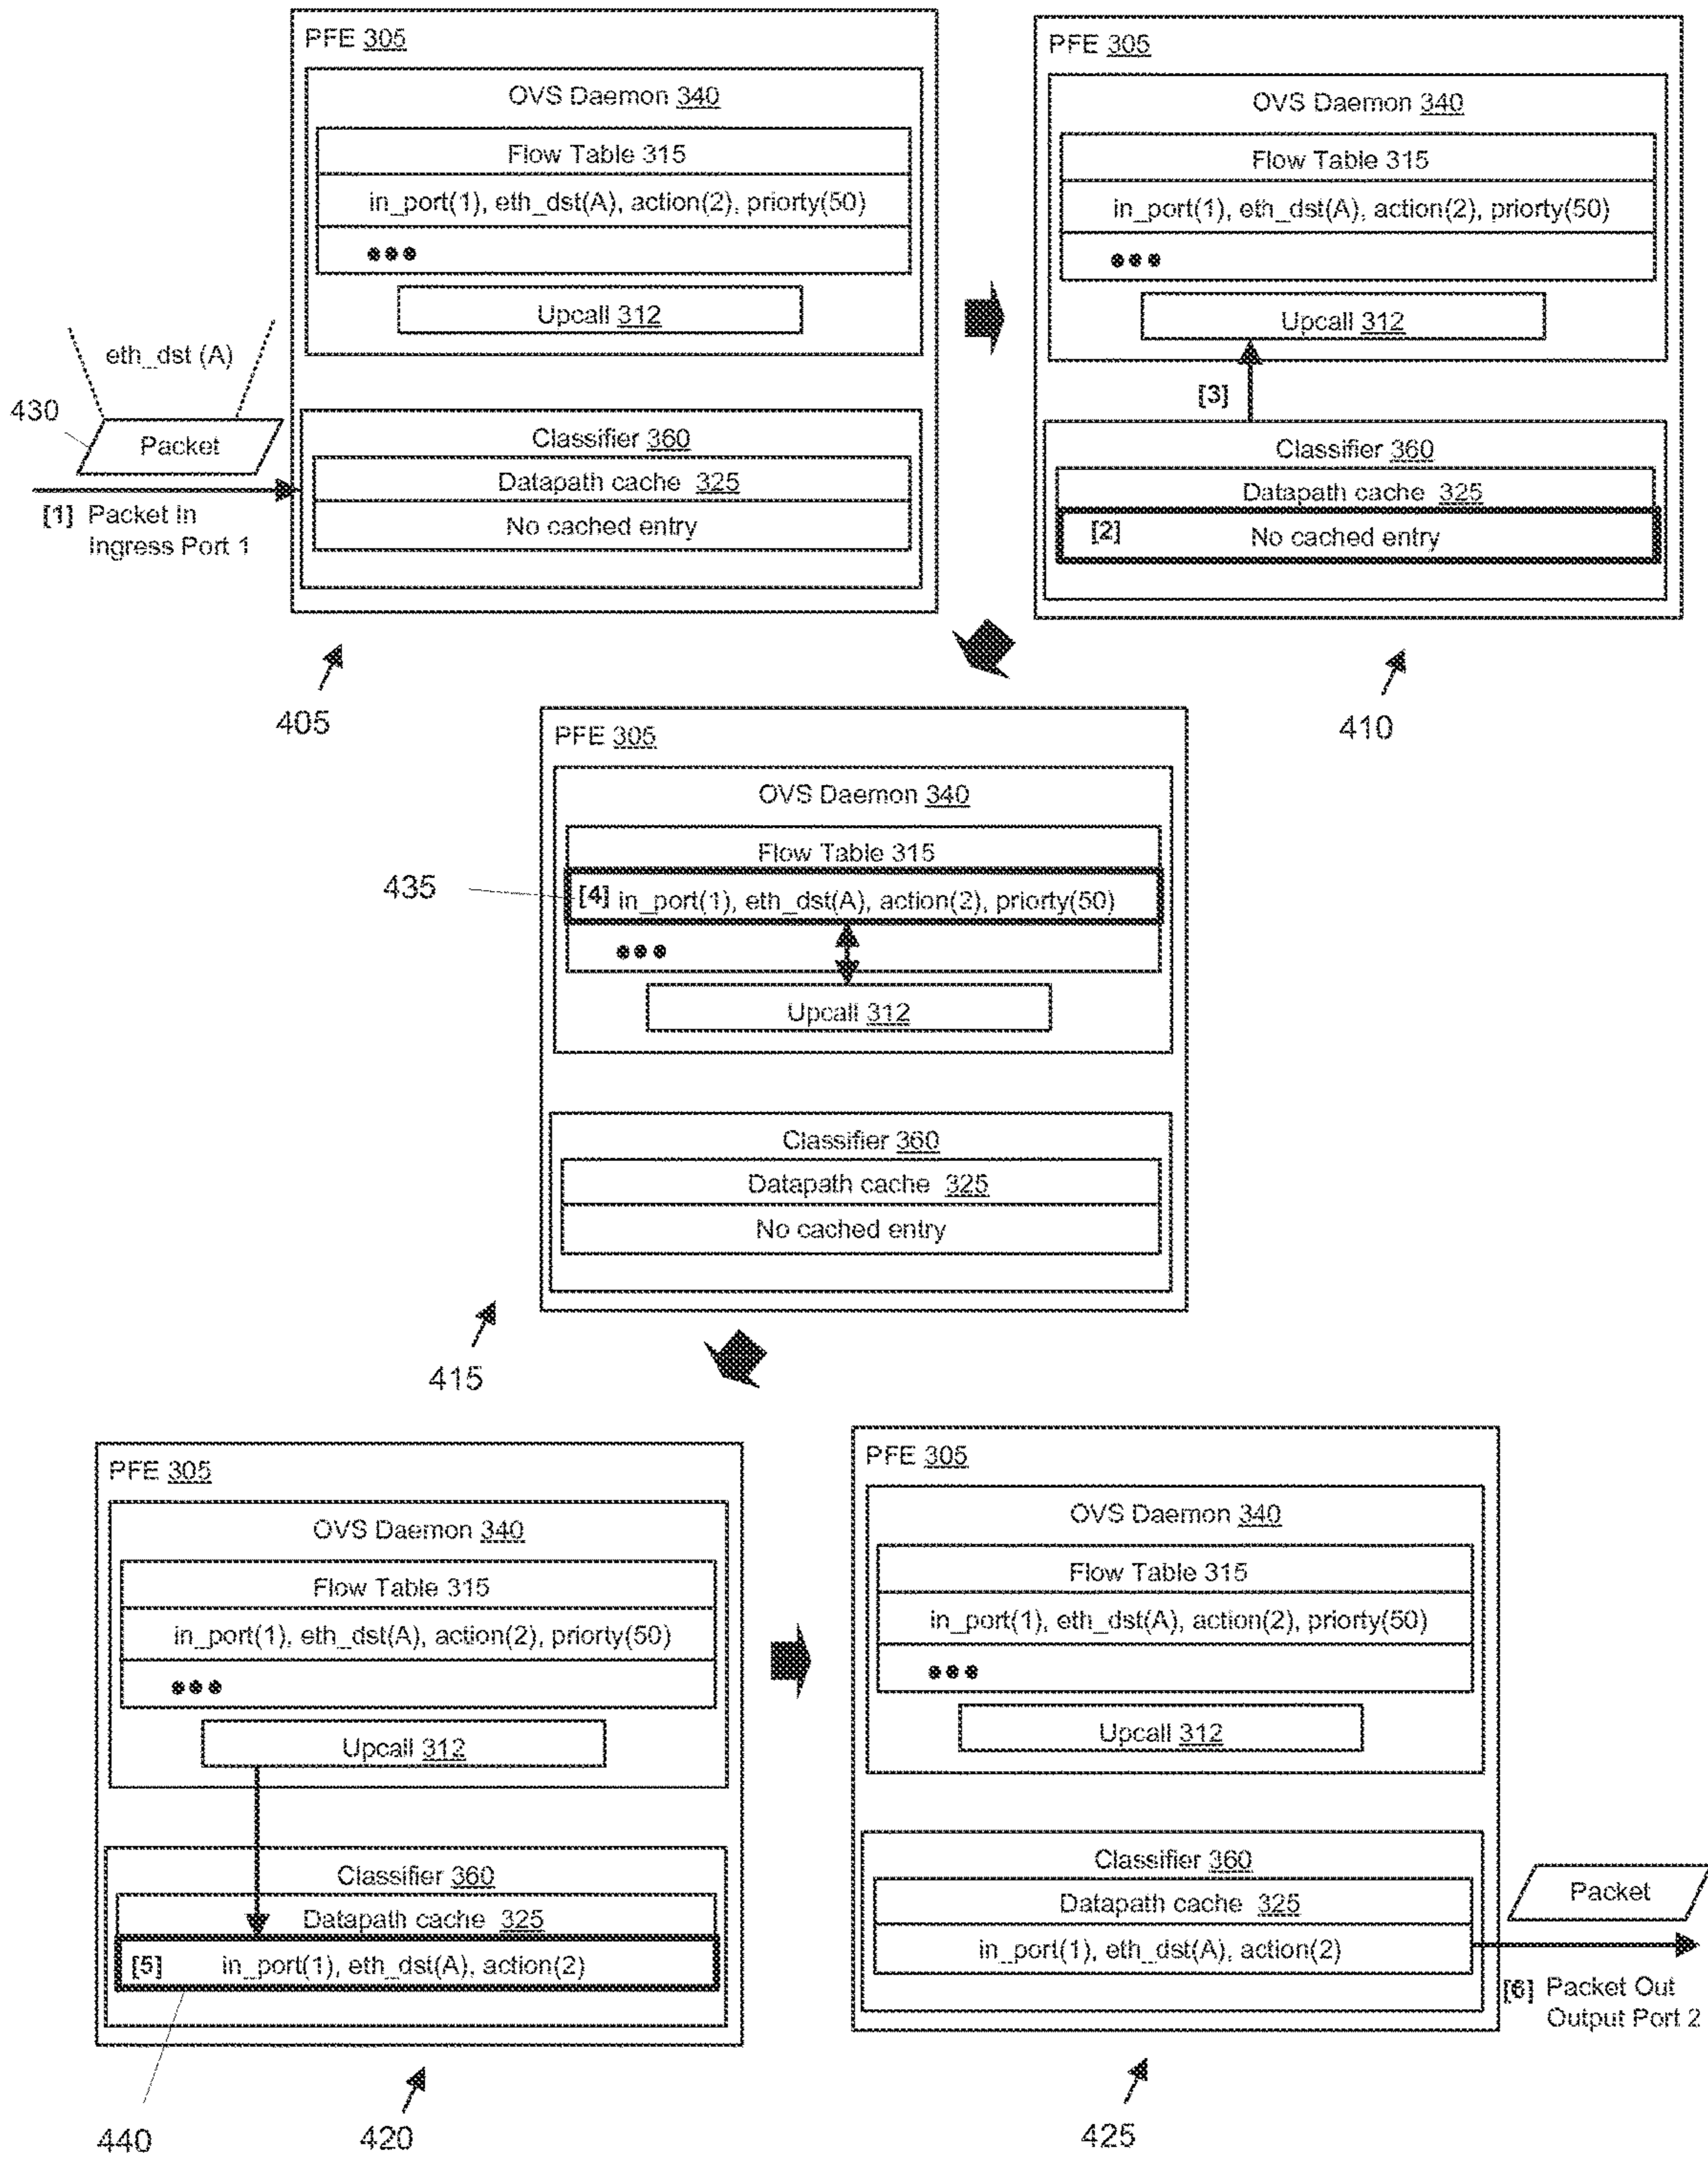 PFE 305
OVS Daemon 340
Flow Table 315
in_port(1), eth_dst(A), action(2), priorty(50)
•••
Upcall 312
eth_dst (A)
430
Packet
[1] Packet In
Ingress Port 1
Classifier 360
Datapath cache 325
No cached entry
405
PFE 305
OVS Daemon 340
Flow Table 315
in_port(1), eth_dst(A), action(2), priorty(50)
•••
Upcall 312
[3]
Classifier 360
Datapath cache 325
[2] No cached entry
410
PFE 305
OVS Daemon 340
Flow Table 315
435
[4] in_port(1), eth_dst(A), action(2), priorty(50)
•••
Upcall 312
Classifier 360
Datapath cache 325
No cached entry
415
PFE 305
OVS Daemon 340
Flow Table 315
in_port(1), eth_dst(A), action(2), priorty(50)
•••
Upcall 312
Classifier 360
Datapath cache 325
[5] in_port(1), eth_dst(A), action(2)
440
420
PFE 305
OVS Daemon 340
Flow Table 315
in_port(1), eth_dst(A), action(2), priorty(50)
•••
Upcall 312
Classifier 360
Datapath cache 325
in_port(1), eth_dst(A), action(2)
Packet
[6] Packet Out
Output Port 2
425